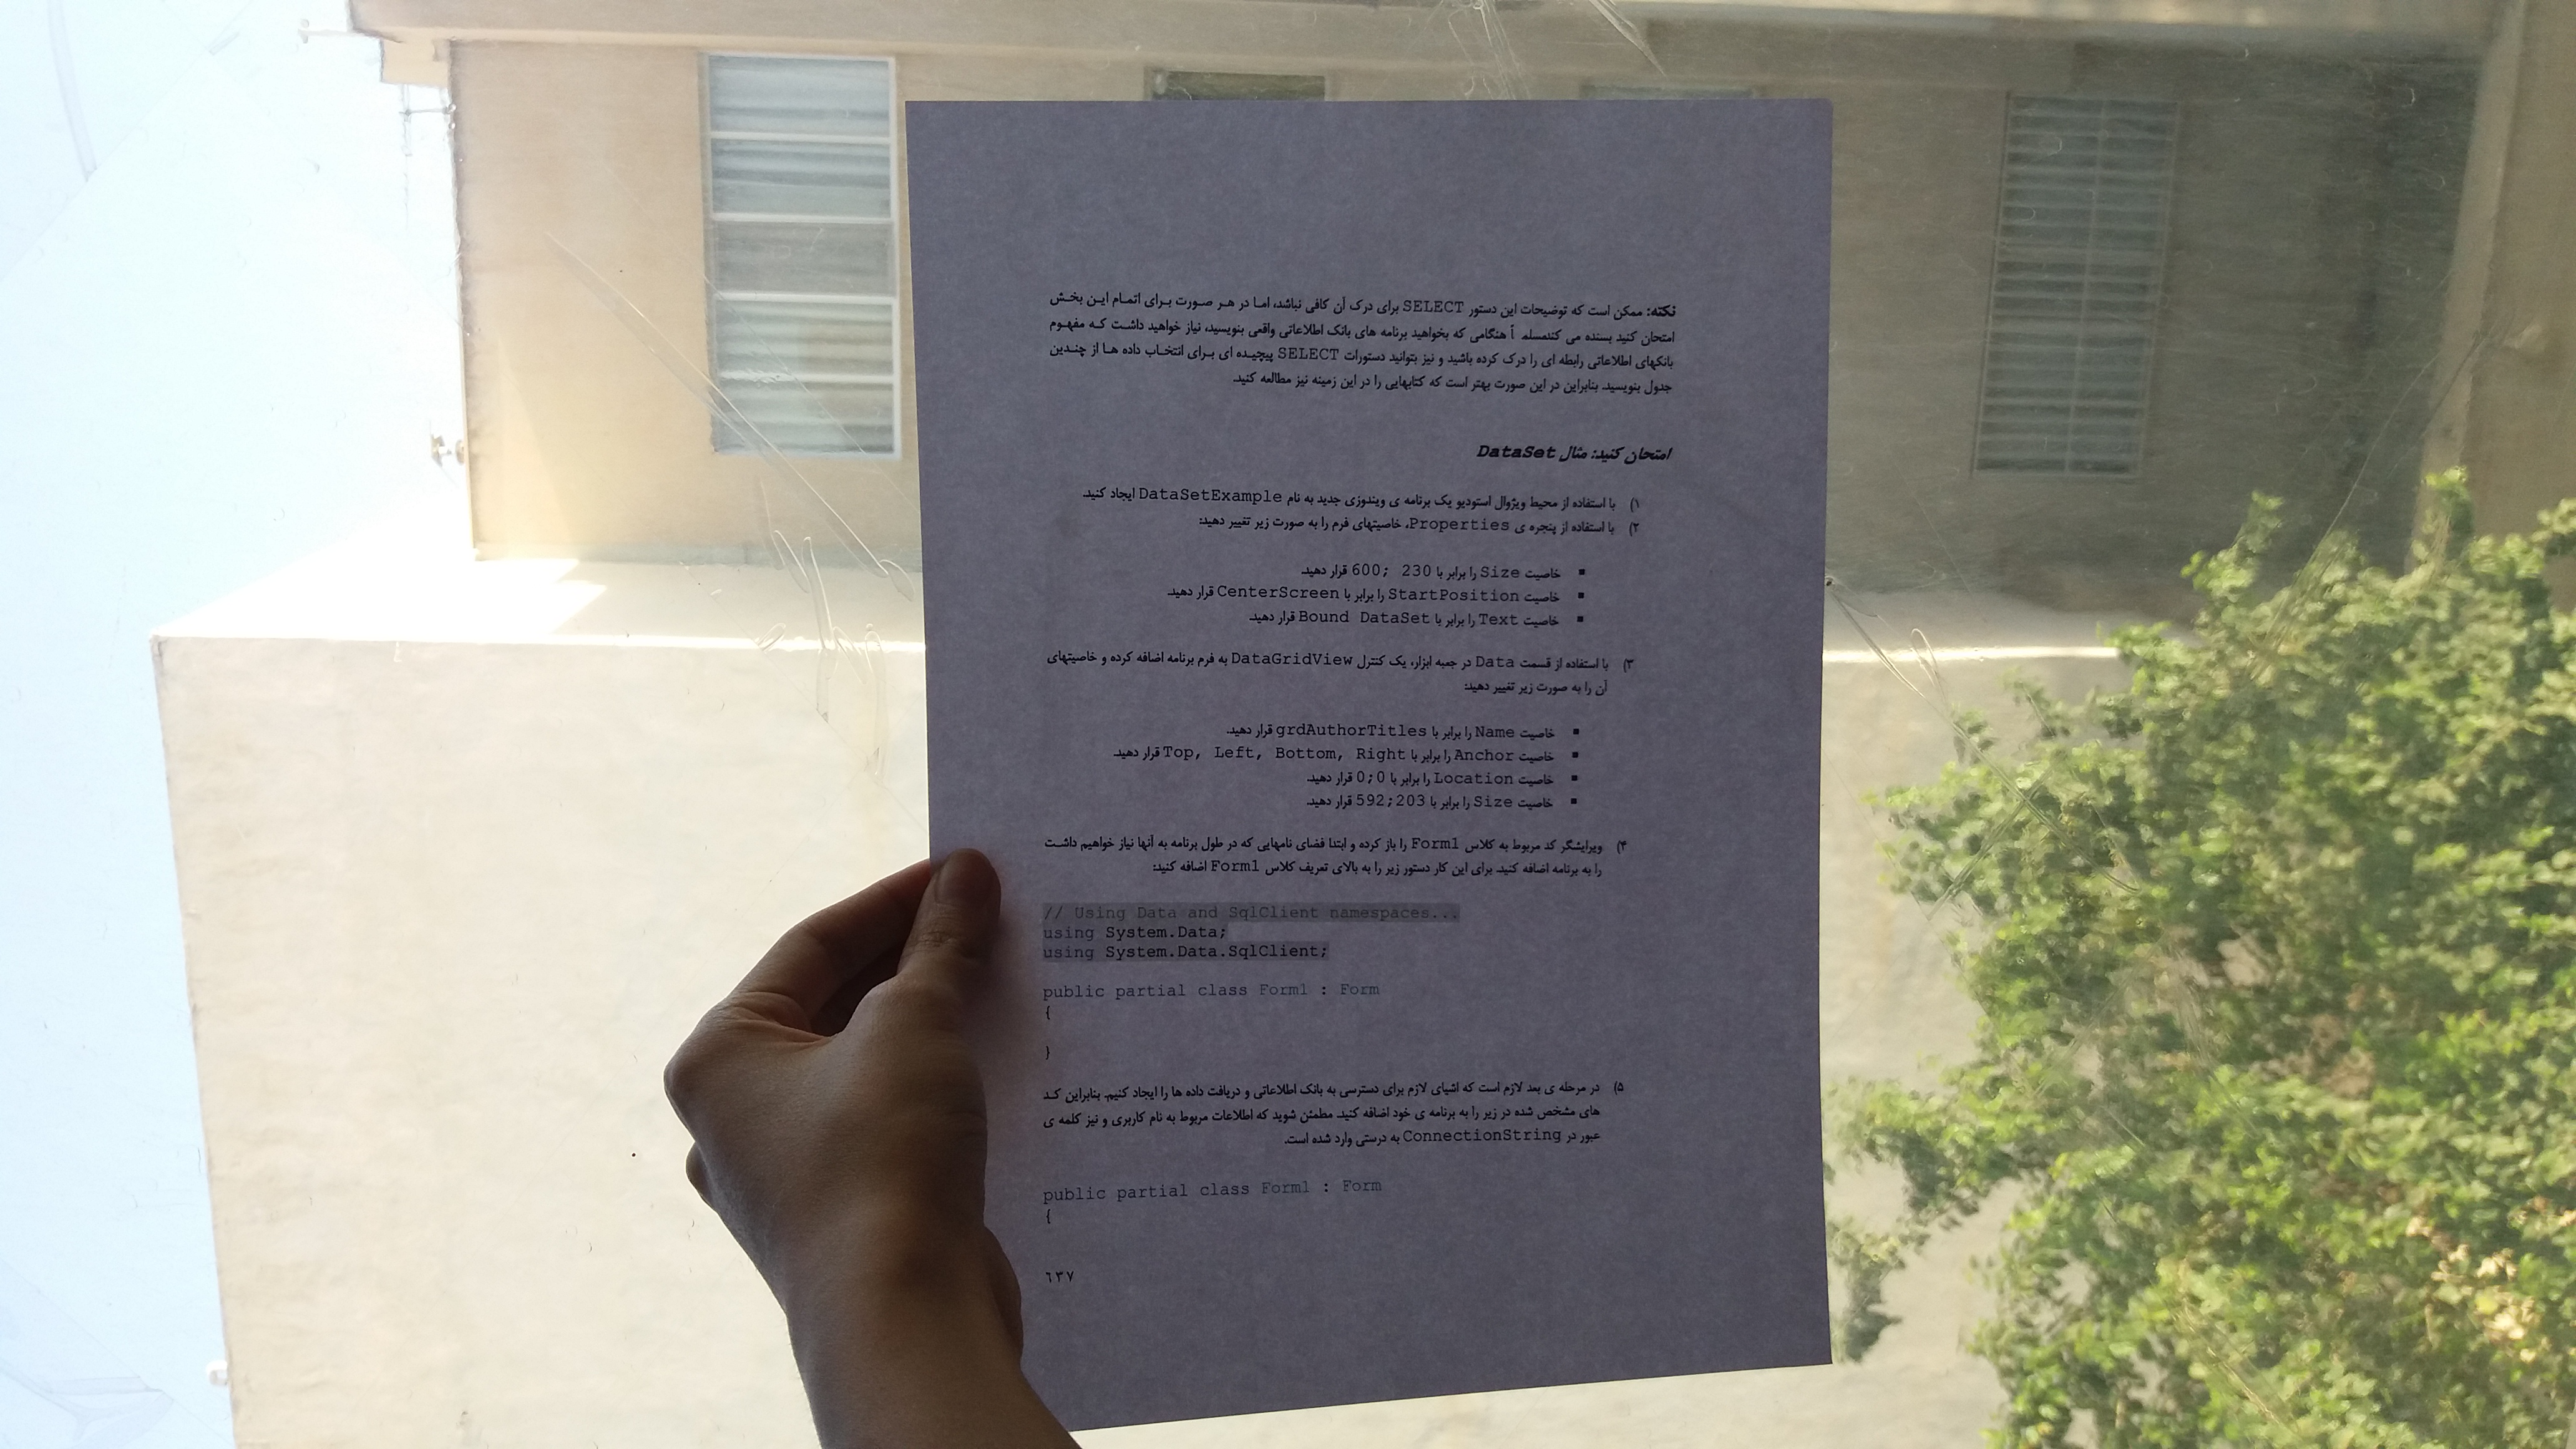 نکته: ممکن است که توضیحات این دستور SELECT برای درک آن کافی نباشد، اما در هر صورت برای اتمام این بخش
امتحان کنید بسنده می کند. هنگامی که بخواهید برنامه های بانک اطلاعاتی واقعی بنویسید، نیاز خواهید داشت که مفهوم
بانکهای اطلاعاتی رابطه ای را درک کرده باشید و نیز بتوانید دستورات SELECT پیچیده ای برای انتخاب داده ها از چندین
جدول بنویسید. بنابراین در این صورت بهتر است که کتابهایی را در این زمینه نیز مطالعه کنید.
امتحان کنید: مثال DataSet
۱) با استفاده از محیط ویژوال استودیو یک برنامه ی ویندوزی جدید به نام DataSetExample ایجاد کنید.
۲) با استفاده از پنجره ی Properties، خاصیتهای فرم را به صورت زیر تغییر دهید:
▪ خاصیت Size را برابر با 600; 230 قرار دهید.
▪ خاصیت StartPosition را برابر با CenterScreen قرار دهید.
▪ خاصیت Text را برابر با Bound DataSet قرار دهید.
۳) با استفاده از قسمت Data در جعبه ابزار، یک کنترل DataGridView به فرم برنامه اضافه کرده و خاصیتهای
آن را به صورت زیر تغییر دهید:
▪ خاصیت Name را برابر با grdAuthorTitles قرار دهید.
▪ خاصیت Anchor را برابر با Top, Left, Bottom, Right قرار دهید.
▪ خاصیت Location را برابر با 0;0 قرار دهید.
▪ خاصیت Size را برابر با 592;203 قرار دهید.
۴) ویرایشگر کد مربوط به کلاس Form1 را باز کرده و ابتدا فضای نامهایی که در طول برنامه به آنها نیاز خواهیم داشت
را به برنامه اضافه کنید. برای این کار دستور زیر را به بالای تعریف کلاس Form1 اضافه کنید:
// Using Data and SqlClient namespaces...
using System.Data;
using System.Data.SqlClient;
public partial class Form1 : Form
{
}
۵) در مرحله ی بعد لازم است که اشیای لازم برای دسترسی به بانک اطلاعاتی و دریافت داده ها را ایجاد کنیم. بنابراین کد
های مشخص شده در زیر را به برنامه ی خود اضافه کنید. مطمئن شوید که اطلاعات مربوط به نام کاربری و نیز کلمه ی
عبور در ConnectionString به درستی وارد شده است.
public partial class Form1 : Form
{
۶۳۷